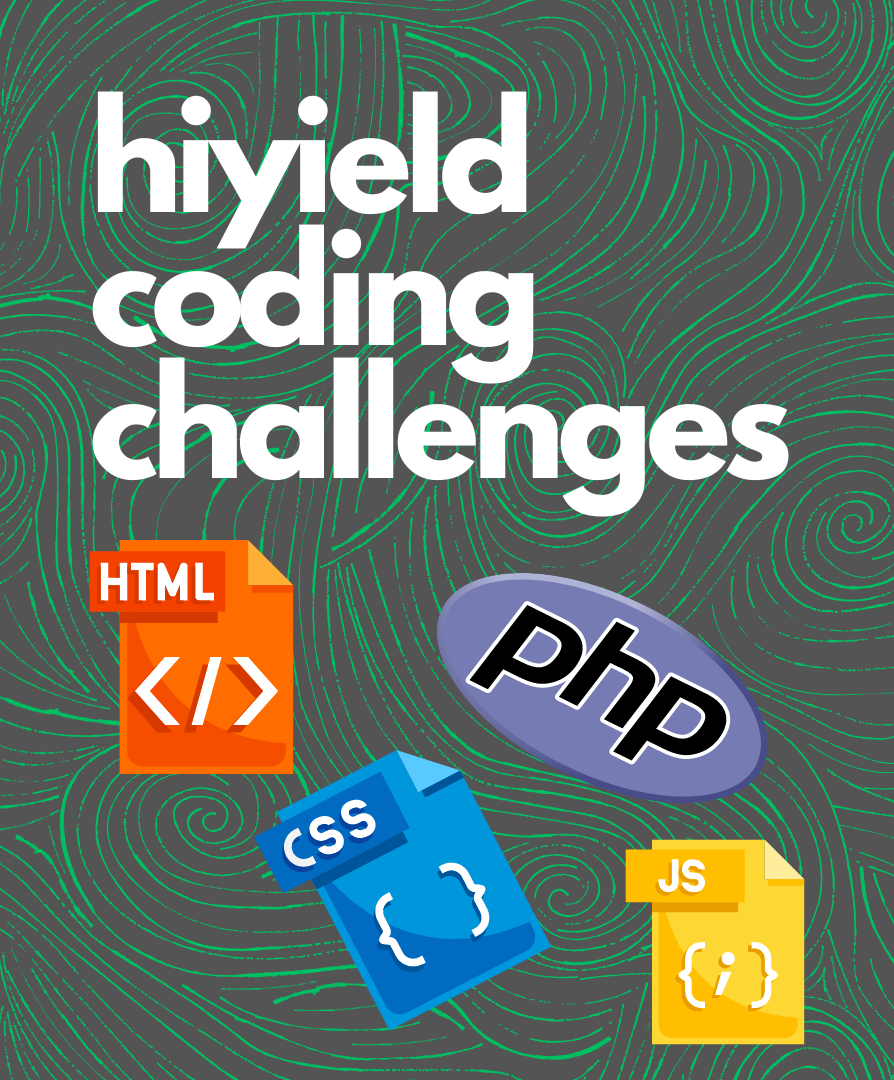 hiyield
coding
challenges
HTML
</>
php
CSS
{ }
JS
{;}